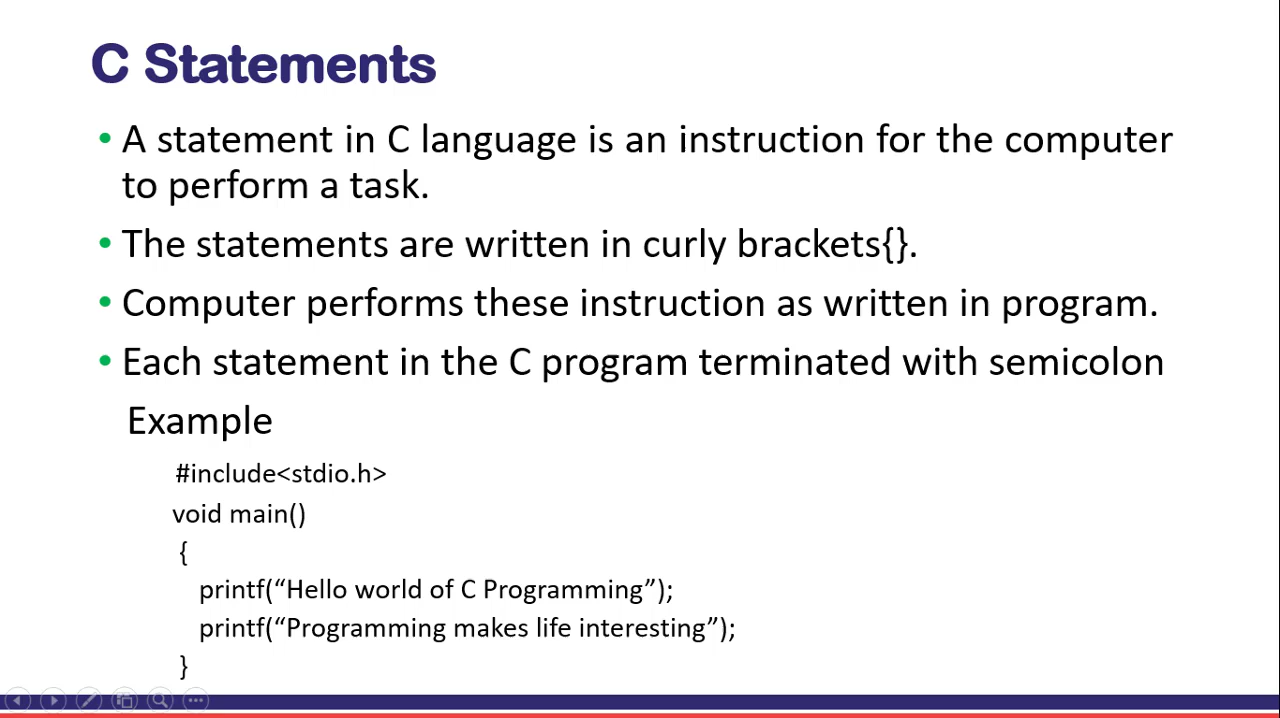 C Statements
• A statement in C language is an instruction for the computer
to perform a task.
• The statements are written in curly brackets{}.
• Computer performs these instruction as written in program.
• Each statement in the C program terminated with semicolon
Example
#include<stdio.h>
void main()
{
printf(“Hello world of C Programming”);
printf(“Programming makes life interesting”);
}